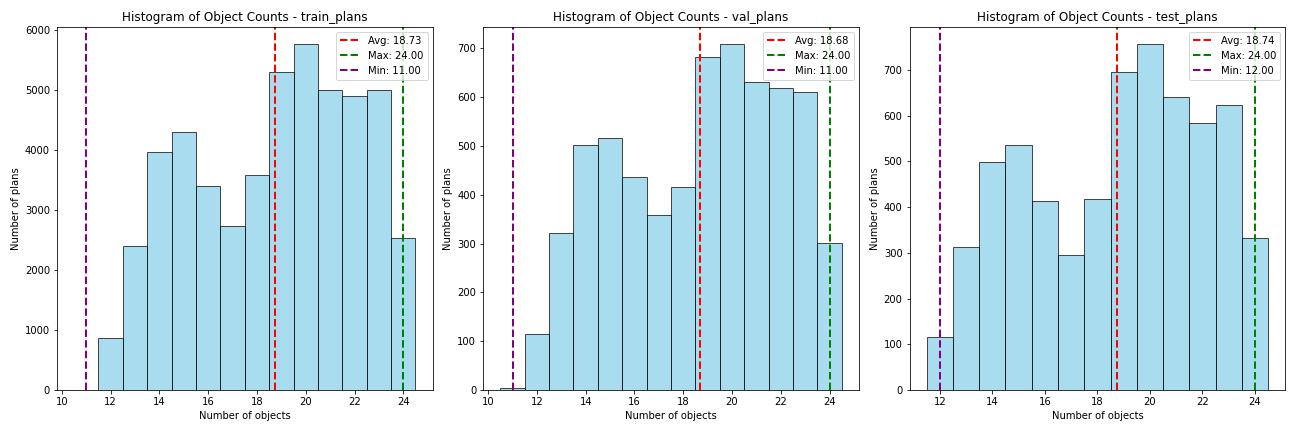 Histogram of Object Counts - train_plans
Avg: 18.73
Max: 24.00
Min: 11.00
6000
5000
4000
3000
2000
1000
0
Number of plans
10 12 14 16 18 20 22 24
Number of objects
Histogram of Object Counts - val_plans
Avg: 18.68
Max: 24.00
Min: 11.00
700
600
500
400
300
200
100
0
Number of plans
10 12 14 16 18 20 22 24
Number of objects
Histogram of Object Counts - test_plans
Avg: 18.74
Max: 24.00
Min: 12.00
700
600
500
400
300
200
100
0
Number of plans
12 14 16 18 20 22 24
Number of objects